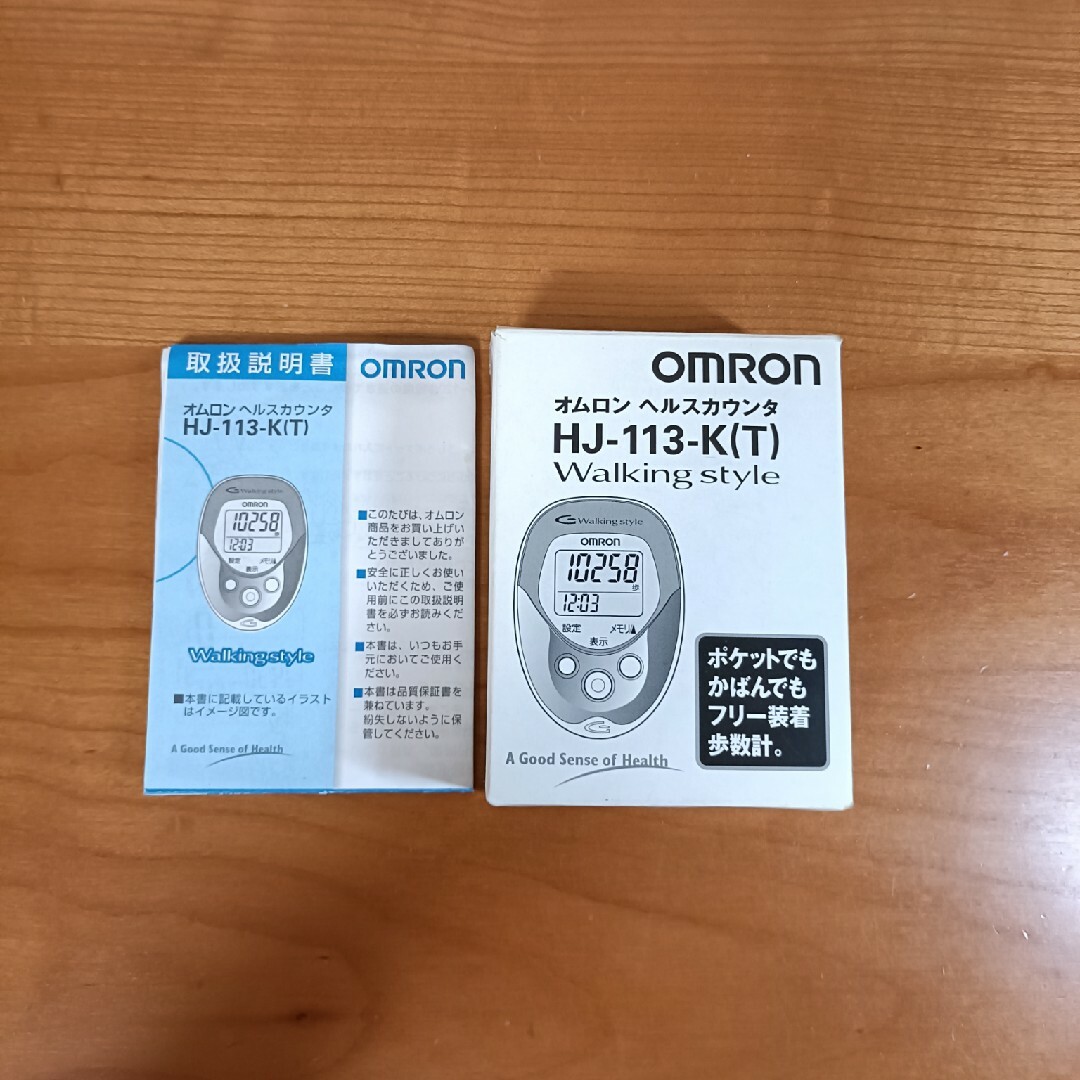 取扱説明書
OMRON
オムロン ヘルスカウンタ
HJ-113-K(T)
Walking style
OMRON
10258
歩
12:03
設定
メモリ
表示
Walking style
■本書に記載しているイラスト
はイメージ図です。
A Good Sense of Health
■このたびは、オムロン
商品をお買い上げい
ただきましてありが
とうございました。
■安全に正しくお使い
いただくため、ご使
用前にこの取扱説明
書を必ずお読みくだ
さい。
■本書は、いつもお手
元においてご使用く
ださい。
■本書は品質保証書を
兼ねています。
紛失しないように保
管してください。
OMRON
オムロン ヘルスカウンタ
HJ-113-K(T)
Walking style
Walking style
OMRON
10258
歩
12:03
設定
メモリ
表示
A Good Sense of Health
ポケットでも
かばんでも
フリー装着
歩数計。